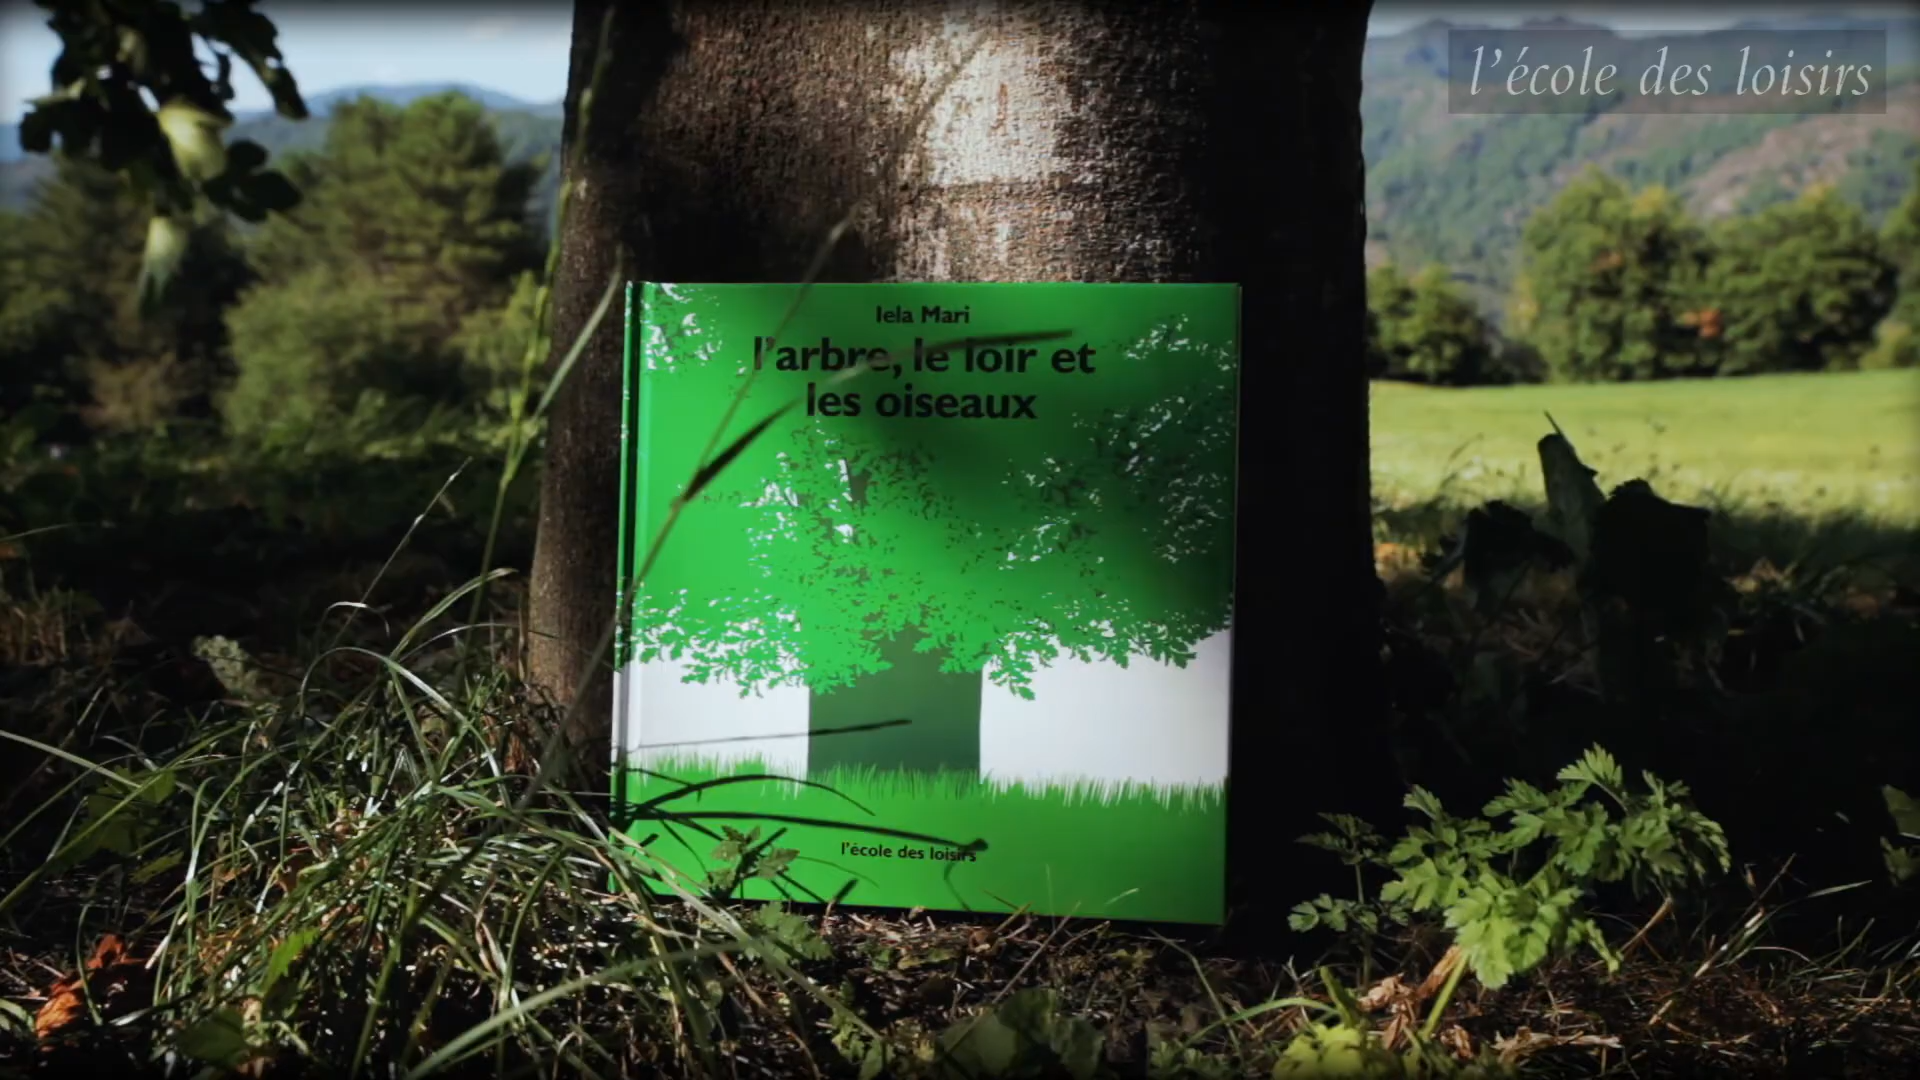 l'école des loisirs
Iela Mari
l'arbre, le loir et
les oiseaux
l'école des loisirs